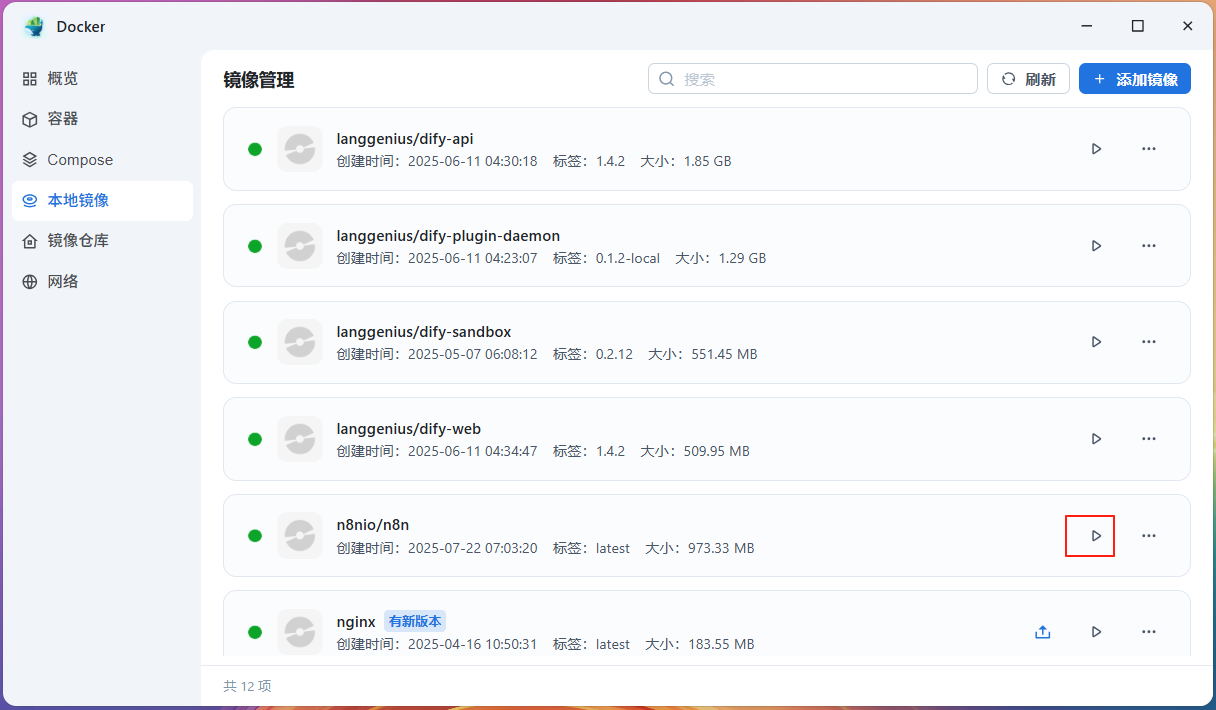 Docker
概览
容器
Compose
本地镜像
镜像仓库
网络
镜像管理
搜索
刷新
添加镜像
langgenius/dify-api
创建时间：2025-06-11 04:30:18 标签：1.4.2 大小：1.85 GB
langgenius/dify-plugin-daemon
创建时间：2025-06-11 04:23:07 标签：0.1.2-local 大小：1.29 GB
langgenius/dify-sandbox
创建时间：2025-05-07 06:08:12 标签：0.2.12 大小：551.45 MB
langgenius/dify-web
创建时间：2025-06-11 04:34:47 标签：1.4.2 大小：509.95 MB
n8nio/n8n
创建时间：2025-07-22 07:03:20 标签：latest 大小：973.33 MB
nginx 有新版本
创建时间：2025-04-16 10:50:31 标签：latest 大小：183.55 MB
共 12 项